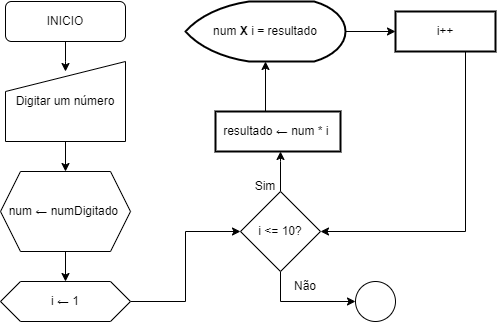 INICIO
Digitar um número
num ← numDigitado
i ← 1
i <= 10?
Sim
Não
resultado ← num * i
num X i = resultado
i++